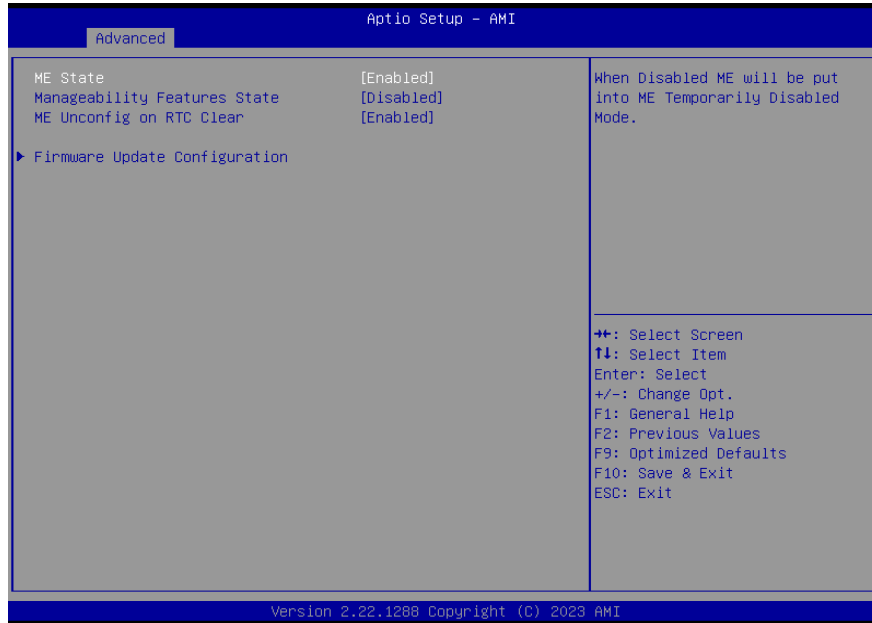 Aptio Setup – AMI
Advanced
ME State [Enabled]
Manageability Features State [Disabled]
ME Unconfig on RTC Clear [Enabled]
▶ Firmware Update Configuration
When Disabled ME will be put
into ME Temporarily Disabled
Mode.
→←: Select Screen
↑↓: Select Item
Enter: Select
+/-: Change Opt.
F1: General Help
F2: Previous Values
F9: Optimized Defaults
F10: Save & Exit
ESC: Exit
Version 2.22.1288 Copyright (C) 2023 AMI